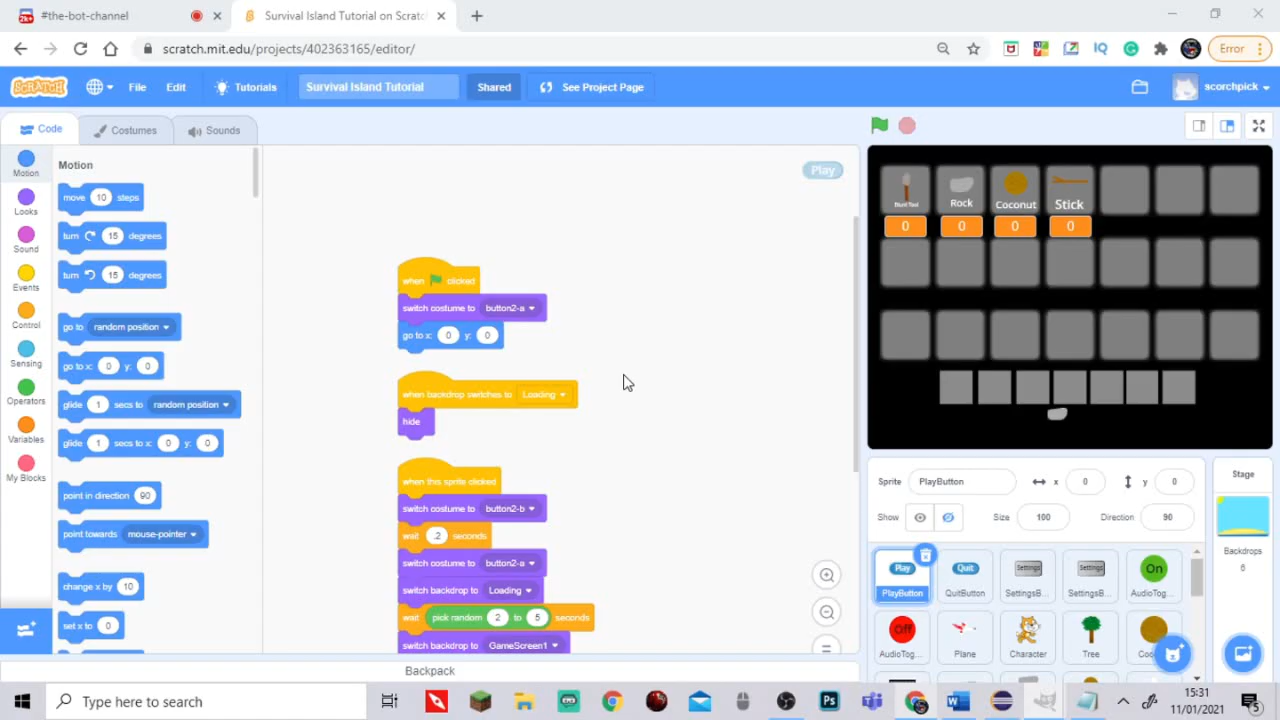 #the-bot-channel
Survival Island Tutorial on Scratc
scratch.mit.edu/projects/402363165/editor/
IQ
Error
SCRATCH
File
Edit
Tutorials
Survival Island Tutorial
Shared
See Project Page
scorchpick
Code
Costumes
Sounds
Motion
Looks
Sound
Events
Control
Sensing
Operators
Variables
My Blocks
Motion
move 10 steps
turn 15 degrees
turn 15 degrees
go to random position
go to x: 0 y: 0
glide 1 secs to random position
glide 1 secs to x: 0 y: 0
point in direction 90
point towards mouse-pointer
change x by 10
set x to 0
Play
when clicked
switch costume to button2-a
go to x: 0 y: 0
when backdrop switches to Loading
hide
when this sprite clicked
switch costume to button2-b
wait .2 seconds
switch costume to button2-a
switch backdrop to Loading
wait pick random 2 to 5 seconds
switch backdrop to GameScreen1
Backpack
Blunt Tool
Rock
Coconut
Stick
0 0 0 0
Sprite PlayButton x 0 y 0
Show Size 100 Direction 90
Play
PlayButton
Quit
QuitButton
Settings
SettingsB...
Settings
SettingsB...
On
AudioTog...
Off
AudioTog...
Plane
Character
Tree
Stage
Backdrops
6
Type here to search
Ps
15:31
11/01/2021
5